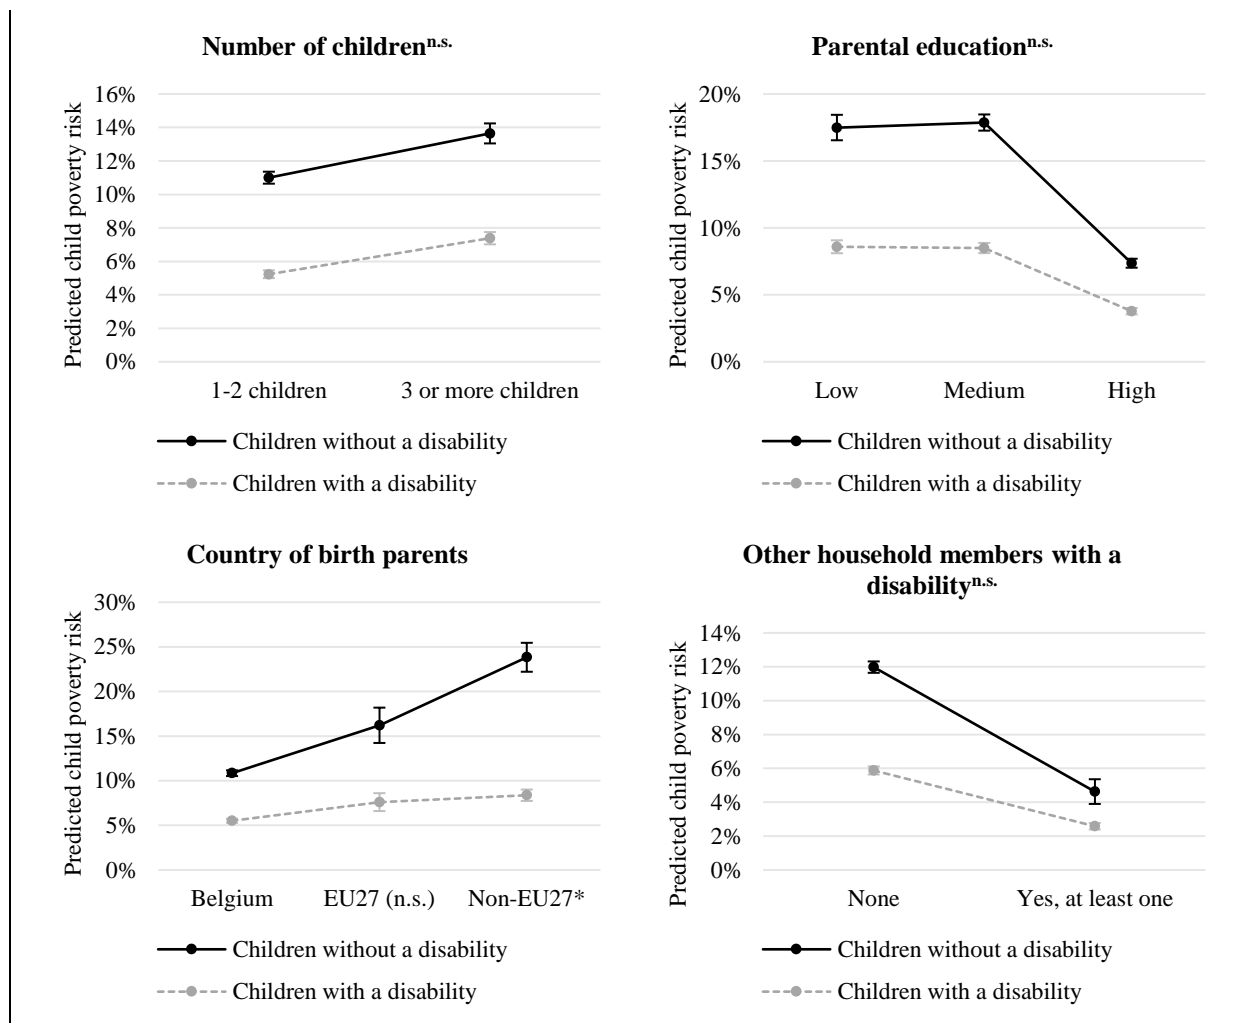 Number of childrenn.s.
Predicted child poverty risk
16%
14%
12%
10%
8%
6%
4%
2%
0%
1-2 children
3 or more children
Children without a disability
Children with a disability
Parental educationn.s.
Predicted child poverty risk
20%
15%
10%
5%
0%
Low
Medium
High
Children without a disability
Children with a disability
Country of birth parents
Predicted child poverty risk
30%
25%
20%
15%
10%
5%
0%
Belgium
EU27 (n.s.)
Non-EU27*
Children without a disability
Children with a disability
Other household members with a
disabilityn.s.
Predicted child poverty risk
14%
12%
10%
8%
6%
4%
2%
0%
None
Yes, at least one
Children without a disability
Children with a disability